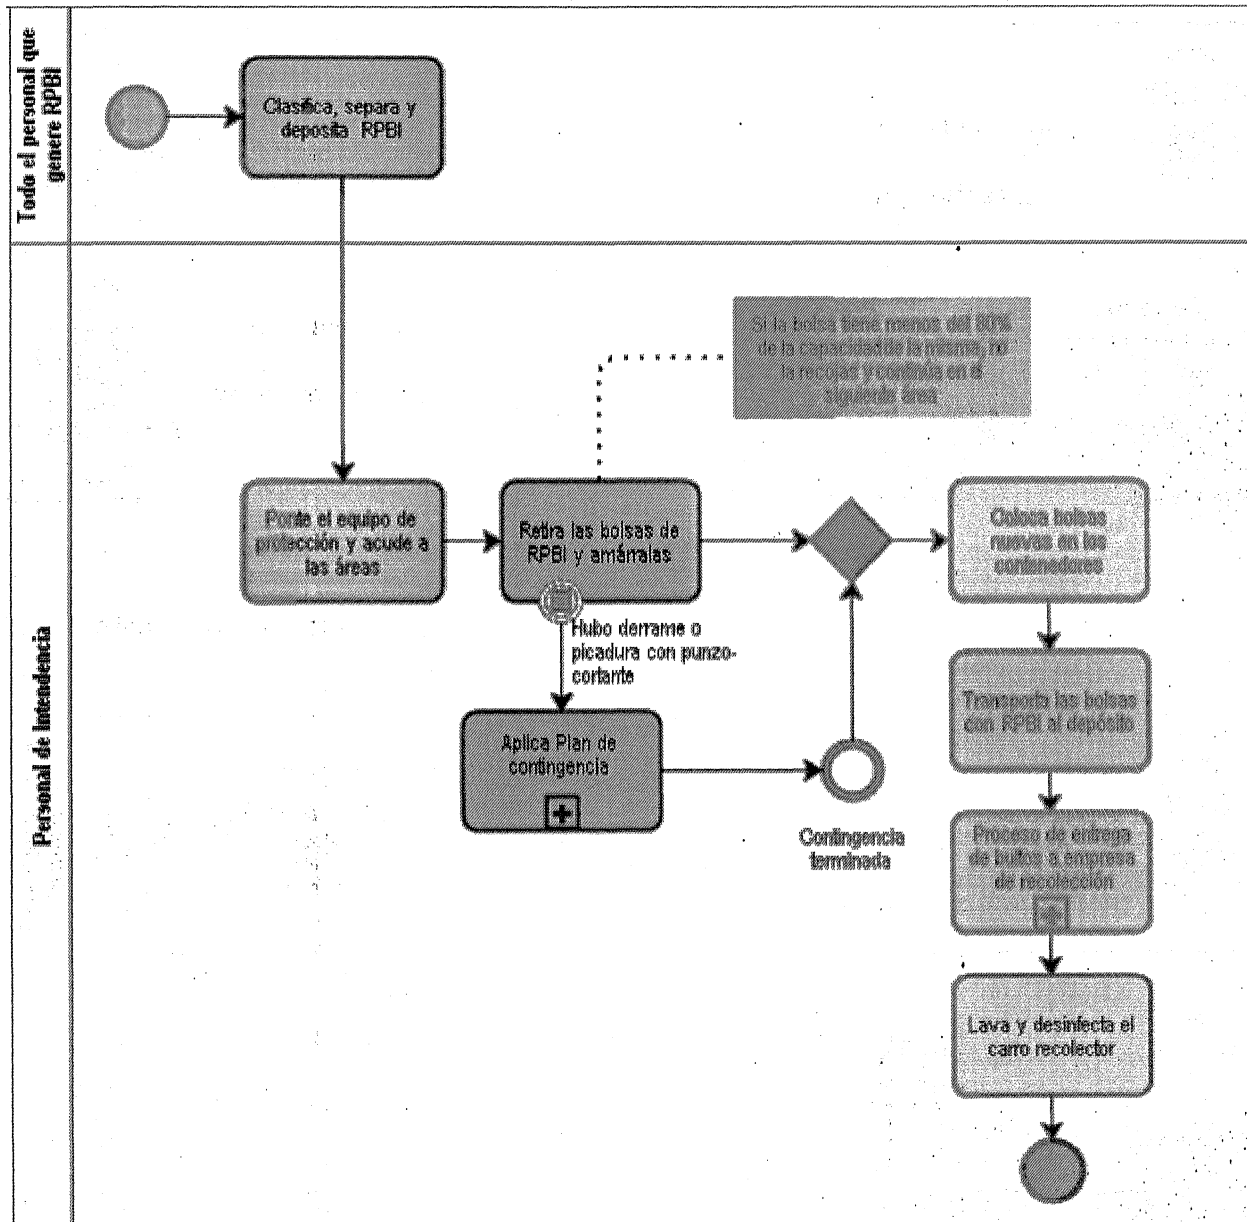 Todo el personal que
genere RPBI
Clasifica, separa y
deposita RPBI
Personal de Intendencia
Si la bolsa tiene menos del 80%
de la capacidad de la misma, no
la recojas y continúa en el
siguiente área
Ponte el equipo de
protección y acude a
las áreas
Retira las bolsas de
RPBI y amárralas
Coloca bolsas
nuevas en los
contenedores
Hubo derrame o
picadura con punzo-
cortante
Aplica Plan de
contingencia
Contingencia
terminada
Transporta las bolsas
con RPBI al depósito
Proceso de entrega
de bultos a empresa
de recolección
Lava y desinfecta el
carro recolector